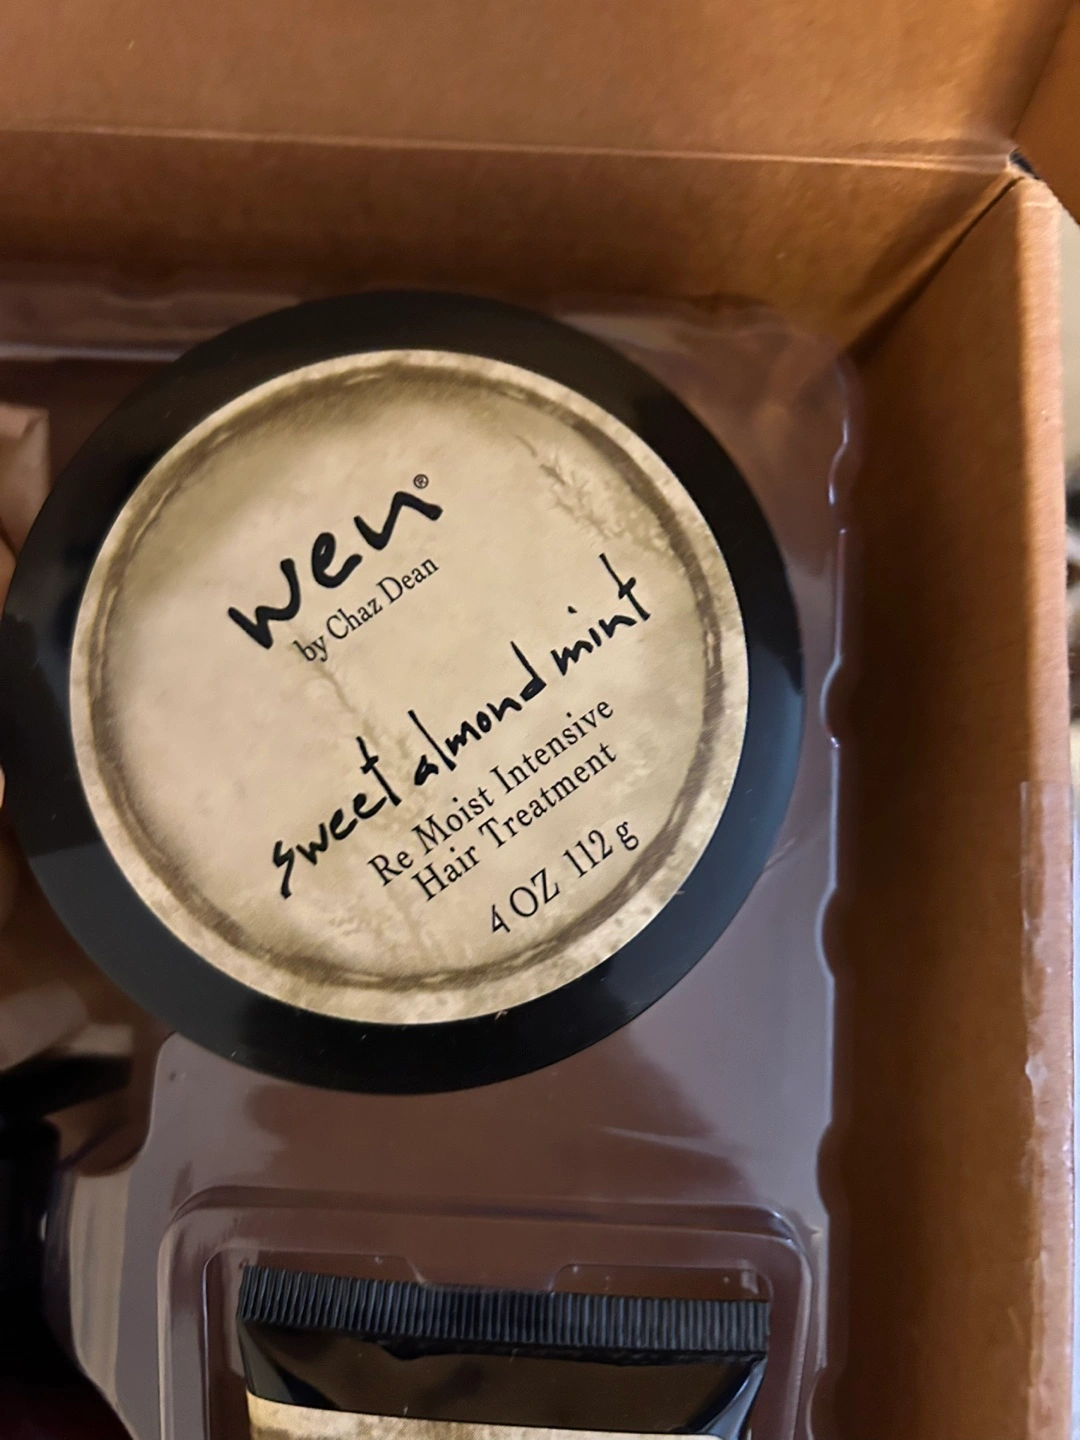 wen®
by Chaz Dean
sweet almond mint
Re Moist Intensive
Hair Treatment
4 OZ 112 g